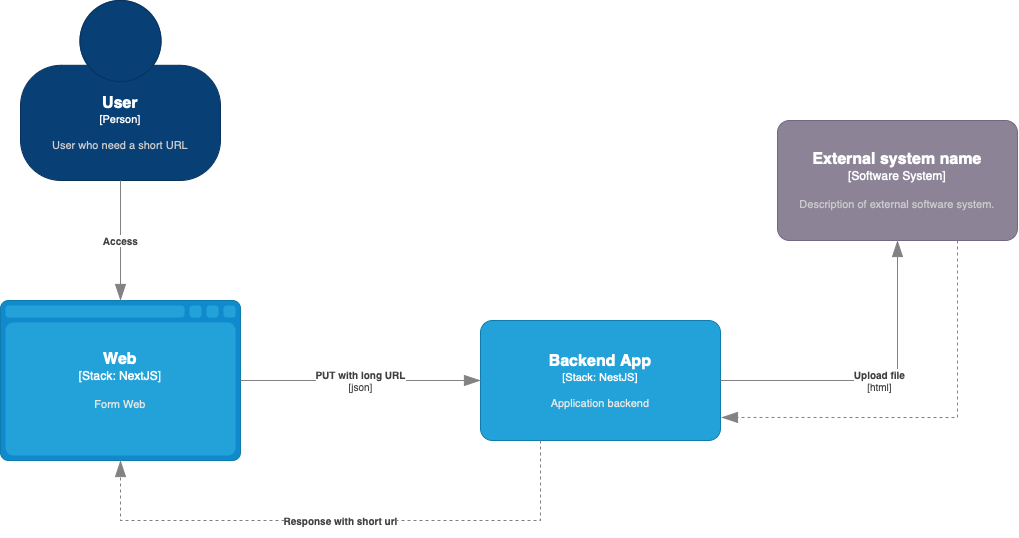 User
[Person]
User who need a short URL
Access
External system name
[Software System]
Description of external software system.
Web
[Stack: NextJS]
Form Web
PUT with long URL
[json]
Backend App
[Stack: NestJS]
Application backend
Upload file
[html]
Response with short url